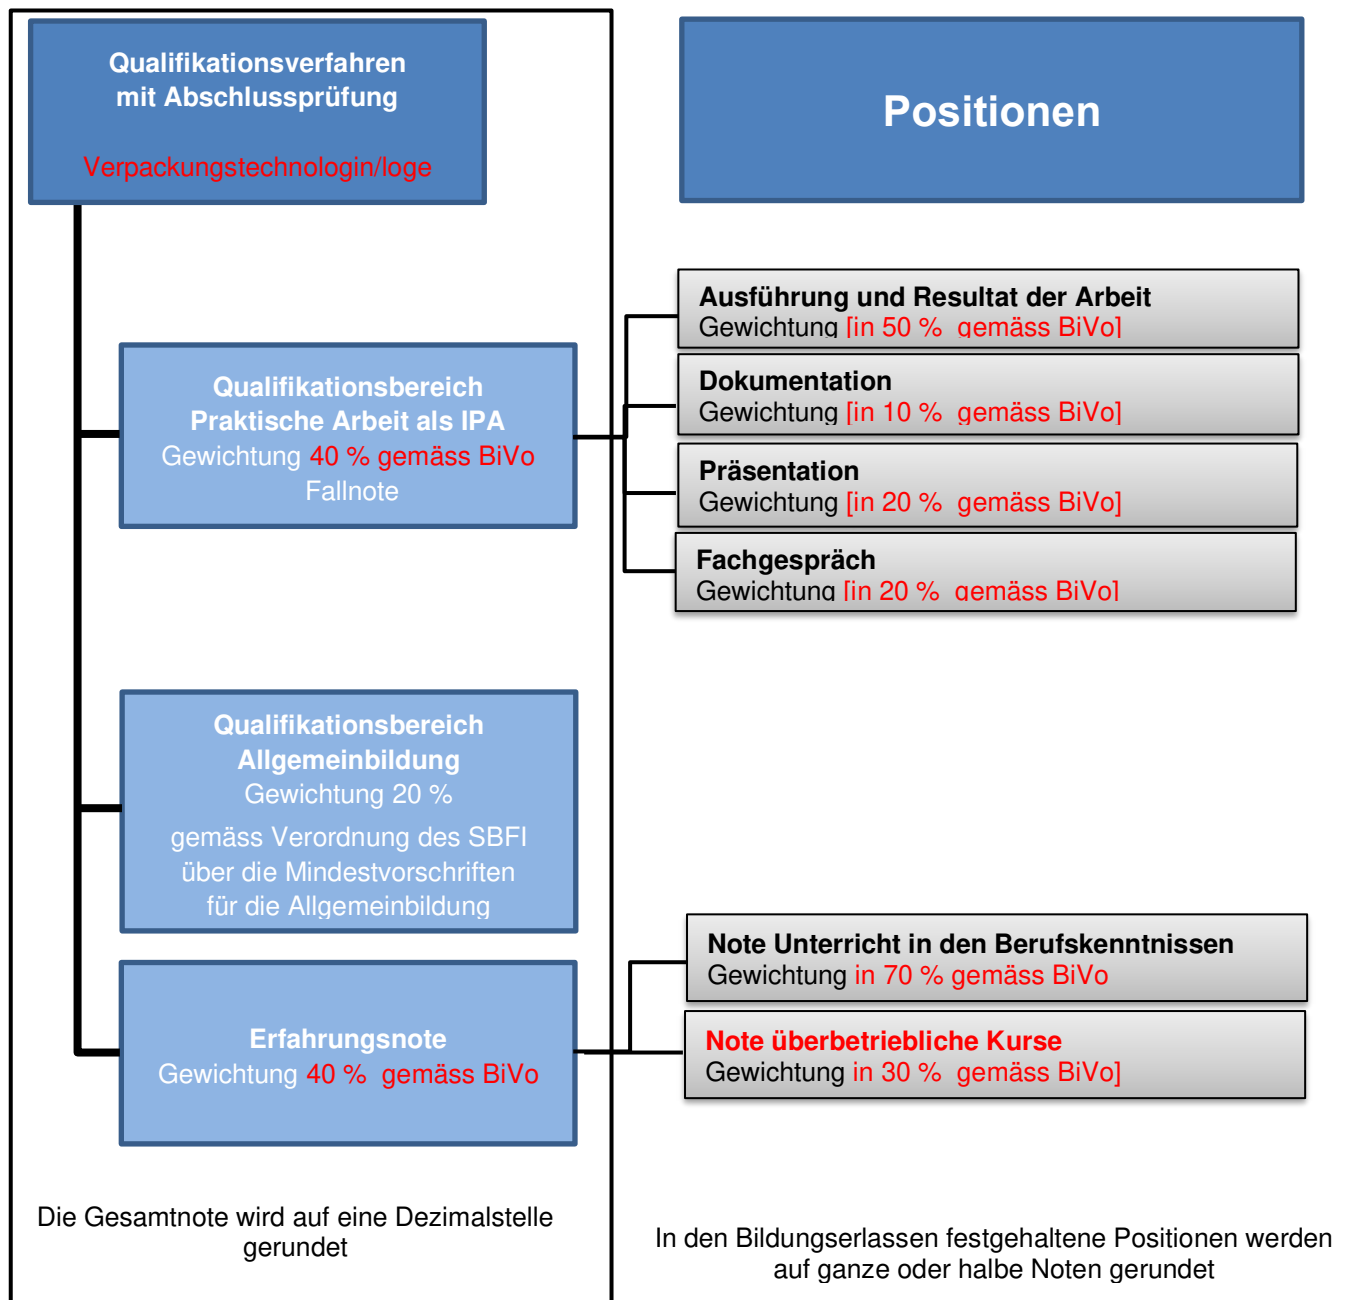 Qualifikationsverfahren
mit Abschlussprüfung
Verpackungstechnologin/loge
Positionen
Ausführung und Resultat der Arbeit
Gewichtung [in 50 %  gemäss BiVo]
Qualifikationsbereich
Praktische Arbeit als IPA
Gewichtung 40 % gemäss BiVo
Fallnote
Dokumentation
Gewichtung [in 10 %  gemäss BiVo]
Präsentation
Gewichtung [in 20 %  gemäss BiVo]
Fachgespräch
Gewichtung [in 20 %  gemäss BiVo]
Qualifikationsbereich
Allgemeinbildung
Gewichtung 20 %
gemäss Verordnung des SBFI
über die Mindestvorschriften
für die Allgemeinbildung
Note Unterricht in den Berufskenntnissen
Gewichtung in 70 % gemäss BiVo
Erfahrungsnote
Gewichtung 40 %  gemäss BiVo
Note überbetriebliche Kurse
Gewichtung in 30 %  gemäss BiVo]
Die Gesamtnote wird auf eine Dezimalstelle
gerundet
In den Bildungserlassen festgehaltene Positionen werden
auf ganze oder halbe Noten gerundet